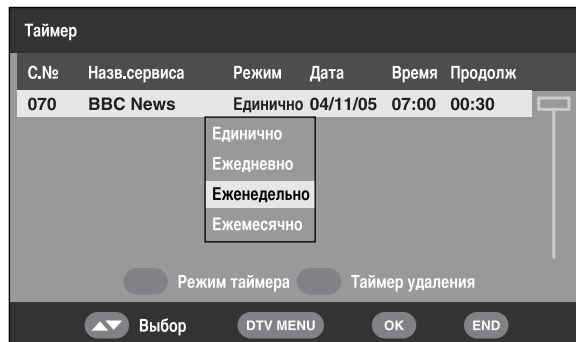 Таймер
С.№ Назв.сервиса Режим Дата Время Продолж
070 BBC News Единично 04/11/05 07:00 00:30
Единично
Ежедневно
Еженедельно
Ежемесячно
Режим таймера Таймер удаления
Выбор DTV MENU OK END